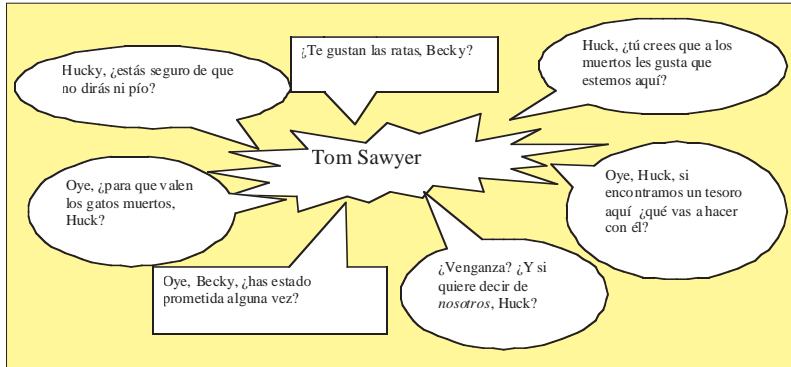 Hucky, ¿estás seguro de que
no dirás ni pío?
¿Te gustan las ratas, Becky?
Huck, ¿tú crees que a los
muertos les gusta que
estemos aquí?
Tom Sawyer
Oye, ¿para que valen
los gatos muertos,
Huck?
Oye, Huck, si
encontramos un tesoro
aquí ¿qué vas a hacer
con él?
Oye, Becky, ¿has estado
prometida alguna vez?
¿Venganza? ¿Y si
quiere decir de
nosotros, Huck?